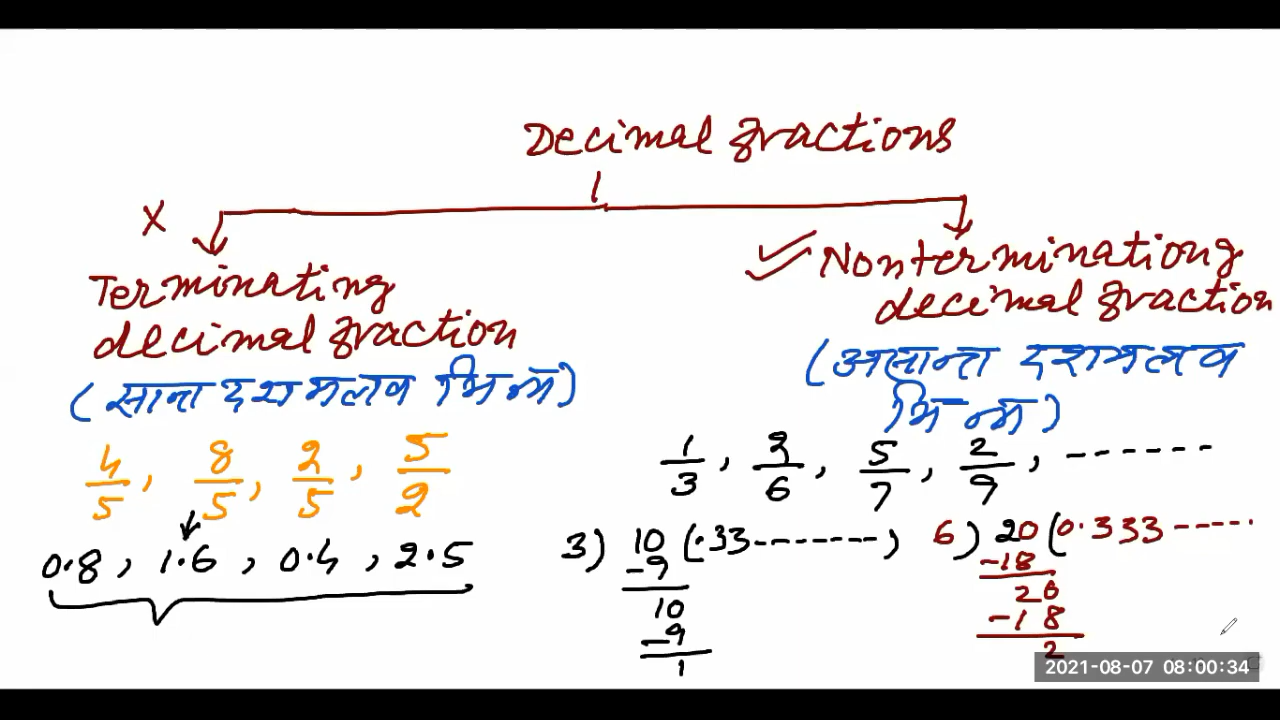 Decimal fractions
X
Terminating
decimal fraction
(सान्त दशमलव भिन्न)
4/5, 8/5, 2/5, 5/2
0.8, 1.6, 0.4, 2.5
✓ Nonterminationg
decimal fraction
(असान्त दशमलव
भिन्न)
1/3, 2/6, 5/7, 2/9, ------
3) 10 (.33-------)
-9
10
-9
1
6) 20 (0.333-----
-18
20
-18
2
2021-08-07 08:00:34